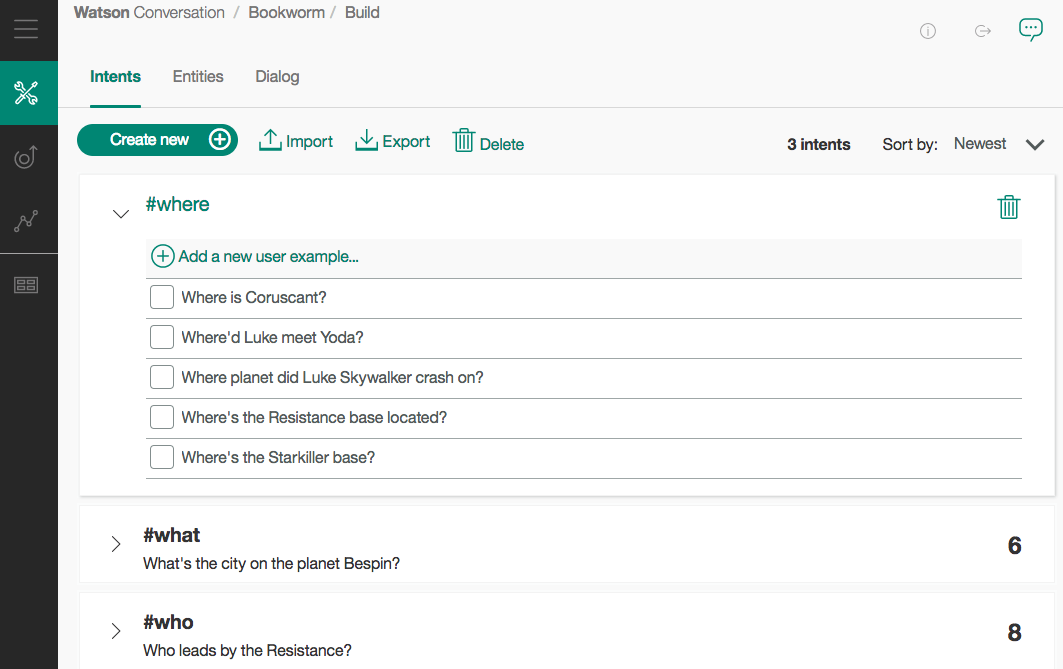 Watson Conversation / Bookworm / Build
Intents Entities Dialog
Create new Import Export Delete 3 intents Sort by: Newest
#where
Add a new user example...
Where is Coruscant?
Where'd Luke meet Yoda?
Where planet did Luke Skywalker crash on?
Where's the Resistance base located?
Where's the Starkiller base?
#what
What's the city on the planet Bespin?
6
#who
Who leads by the Resistance?
8